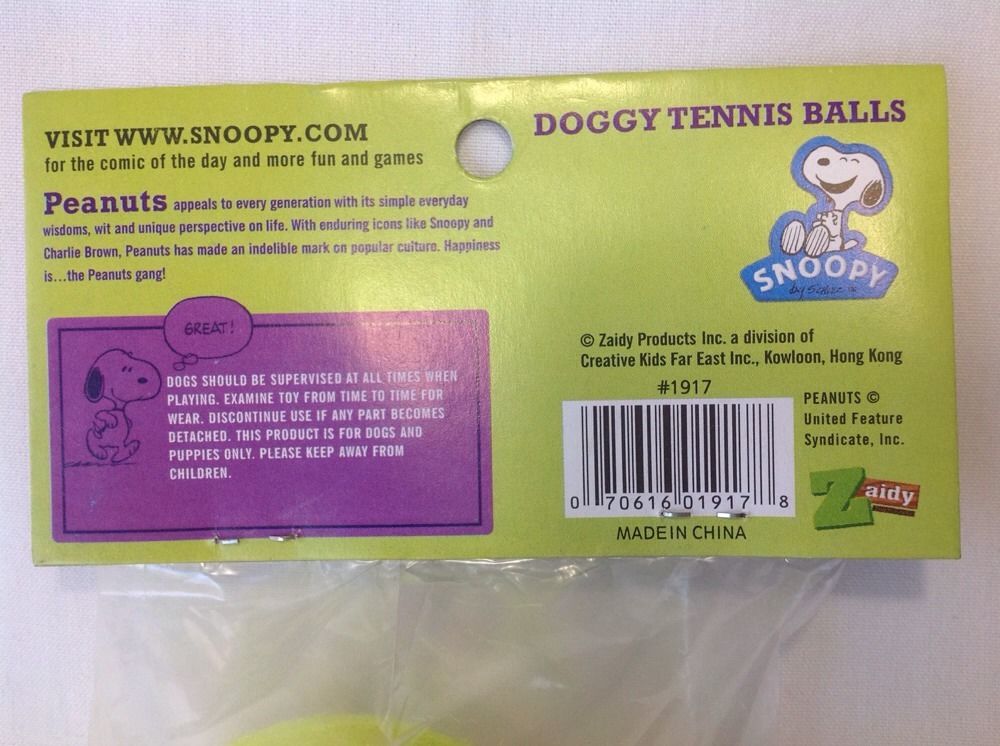 VISIT WWW.SNOOPY.COM
for the comic of the day and more fun and games
Peanuts appeals to every generation with its simple everyday
wisdoms, wit and unique perspective on life. With enduring icons like Snoopy and
Charlie Brown, Peanuts has made an indelible mark on popular culture. Happiness
is...the Peanuts gang!
GREAT!
DOGS SHOULD BE SUPERVISED AT ALL TIMES WHEN
PLAYING. EXAMINE TOY FROM TIME TO TIME FOR
WEAR. DISCONTINUE USE IF ANY PART BECOMES
DETACHED. THIS PRODUCT IS FOR DOGS AND
PUPPIES ONLY. PLEASE KEEP AWAY FROM
CHILDREN.
DOGGY TENNIS BALLS
SNOOPY
by Schulz TM
© Zaidy Products Inc. a division of
Creative Kids Far East Inc., Kowloon, Hong Kong
#1917
0 70616 01917 8
MADE IN CHINA
PEANUTS ©
United Feature
Syndicate, Inc.
Zaidy